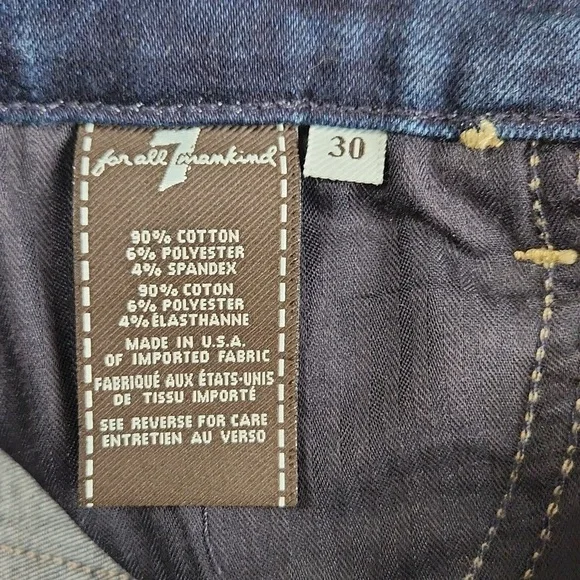 for all 7 mankind
30
90% COTTON
6% POLYESTER
4% SPANDEX
90% COTON
6% POLYESTER
4% ÉLASTHANNE
MADE IN U.S.A.
OF IMPORTED FABRIC
FABRIQUÉ AUX ÉTATS-UNIS
DE TISSU IMPORTÉ
SEE REVERSE FOR CARE
ENTRETIEN AU VERSO